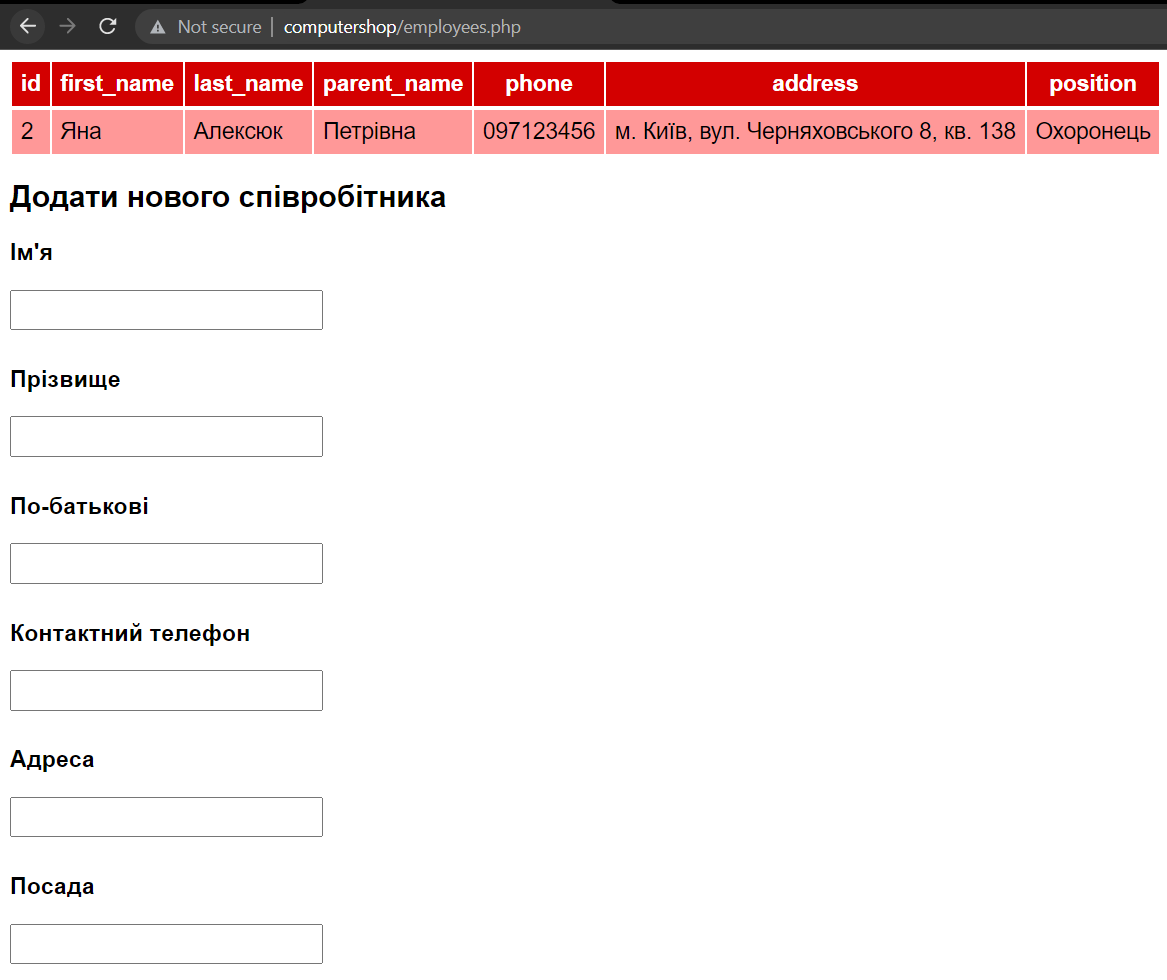 Not secure | computershop/employees.php
id first_name last_name parent_name phone address position
2 Яна Алексюк Петрівна 097123456 м. Київ, вул. Черняховського 8, кв. 138 Охоронець
Додати нового співробітника
Ім'я
Прізвище
По-батькові
Контактний телефон
Адреса
Посада